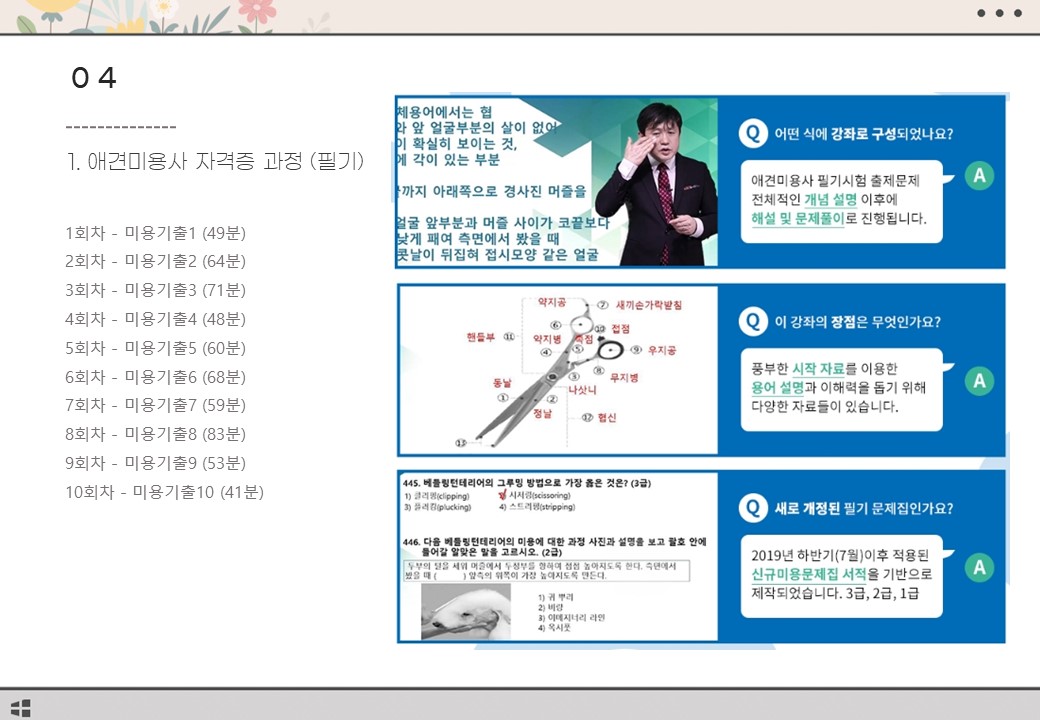 04
1. 애견미용사 자격증 과정 (필기)
1회차 - 미용기출1 (49분)
2회차 - 미용기출2 (64분)
3회차 - 미용기출3 (71분)
4회차 - 미용기출4 (48분)
5회차 - 미용기출5 (60분)
6회차 - 미용기출6 (68분)
7회차 - 미용기출7 (59분)
8회차 - 미용기출8 (83분)
9회차 - 미용기출9 (53분)
10회차 - 미용기출10 (41분)
체용어에서는 협
와 앞 얼굴부분의 살이 없어
이 확실히 보이는 것,
에 각이 있는 부분
까지 아래쪽으로 경사진 머즐을
얼굴 앞부분과 머즐 사이가 코끝보다
낮게 패여 측면에서 봤을 때
콧날이 뒤집혀 접시모양 같은 얼굴
Q 어떤 식에 강좌로 구성되었나요?
애견미용사 필기시험 출제문제
전체적인 개념 설명 이후에
해설 및 문제풀이로 진행됩니다.
A
약지공
⑦ 새끼손가락받침
⑥
⑩ 접점
핸들부 ⑪
약지병
④ ⑤
⑨ 우지공
⑧
동날
③
무지병
나삿니
① ②
정날
⑫ 협신
⑬
Q 이 강좌의 장점은 무엇인가요?
풍부한 시작 자료를 이용한
용어 설명과 이해력을 돕기 위해
다양한 자료들이 있습니다.
A
445. 베들링턴테리어의 그루밍 방법으로 가장 옳은 것은? (3급)
1) 클리핑(clipping) 시저링(scissoring)
3) 플러킹(plucking) 4) 스트리핑(stripping)
446. 다음 베들링턴테리어의 미용에 대한 과정 사진과 설명을 보고 괄호 안에
들어갈 알맞은 말을 고르시오. (2급)
두부의 털을 세워 머즐에서 두정부를 향하여 점점 높아지도록 한다. 측면에서
봤을 때 ( ) 앞쪽의 위쪽이 가장 높아지도록 만든다.
1) 귀 뿌리
2) 비량
3) 이매지너리 라인
4) 옥시풋
Q 새로 개정된 필기 문제집인가요?
2019년 하반기(7월)이후 적용된
신규미용문제집 서적을 기반으로
제작되었습니다. 3급, 2급, 1급
A